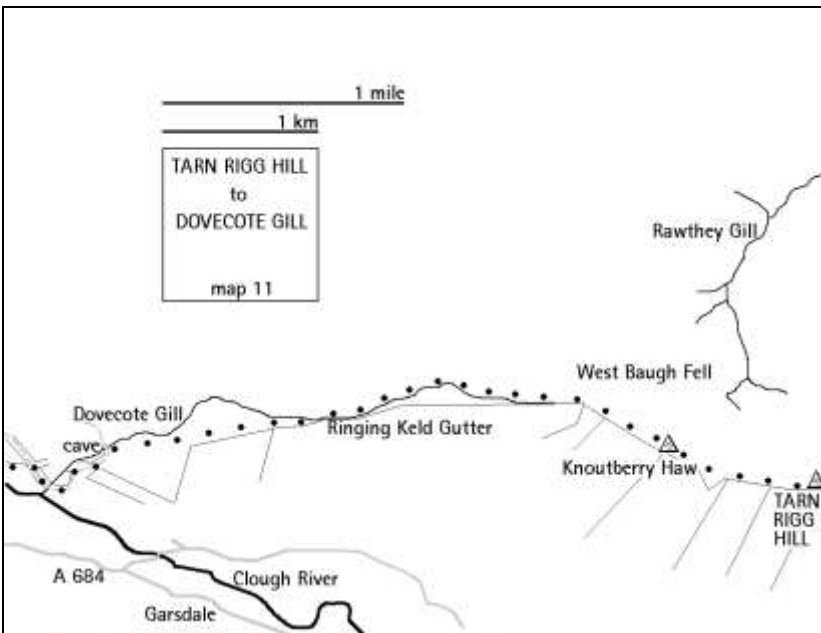 1 mile
1 km
TARN RIGG HILL
to
DOVECOTE GILL
map 11
Rawthey Gill
West Baugh Fell
Dovecote Gill
Ringing Keld Gutter
cave
Knoutberry Haw
TARN
RIGG
HILL
A 684
Clough River
Garsdale